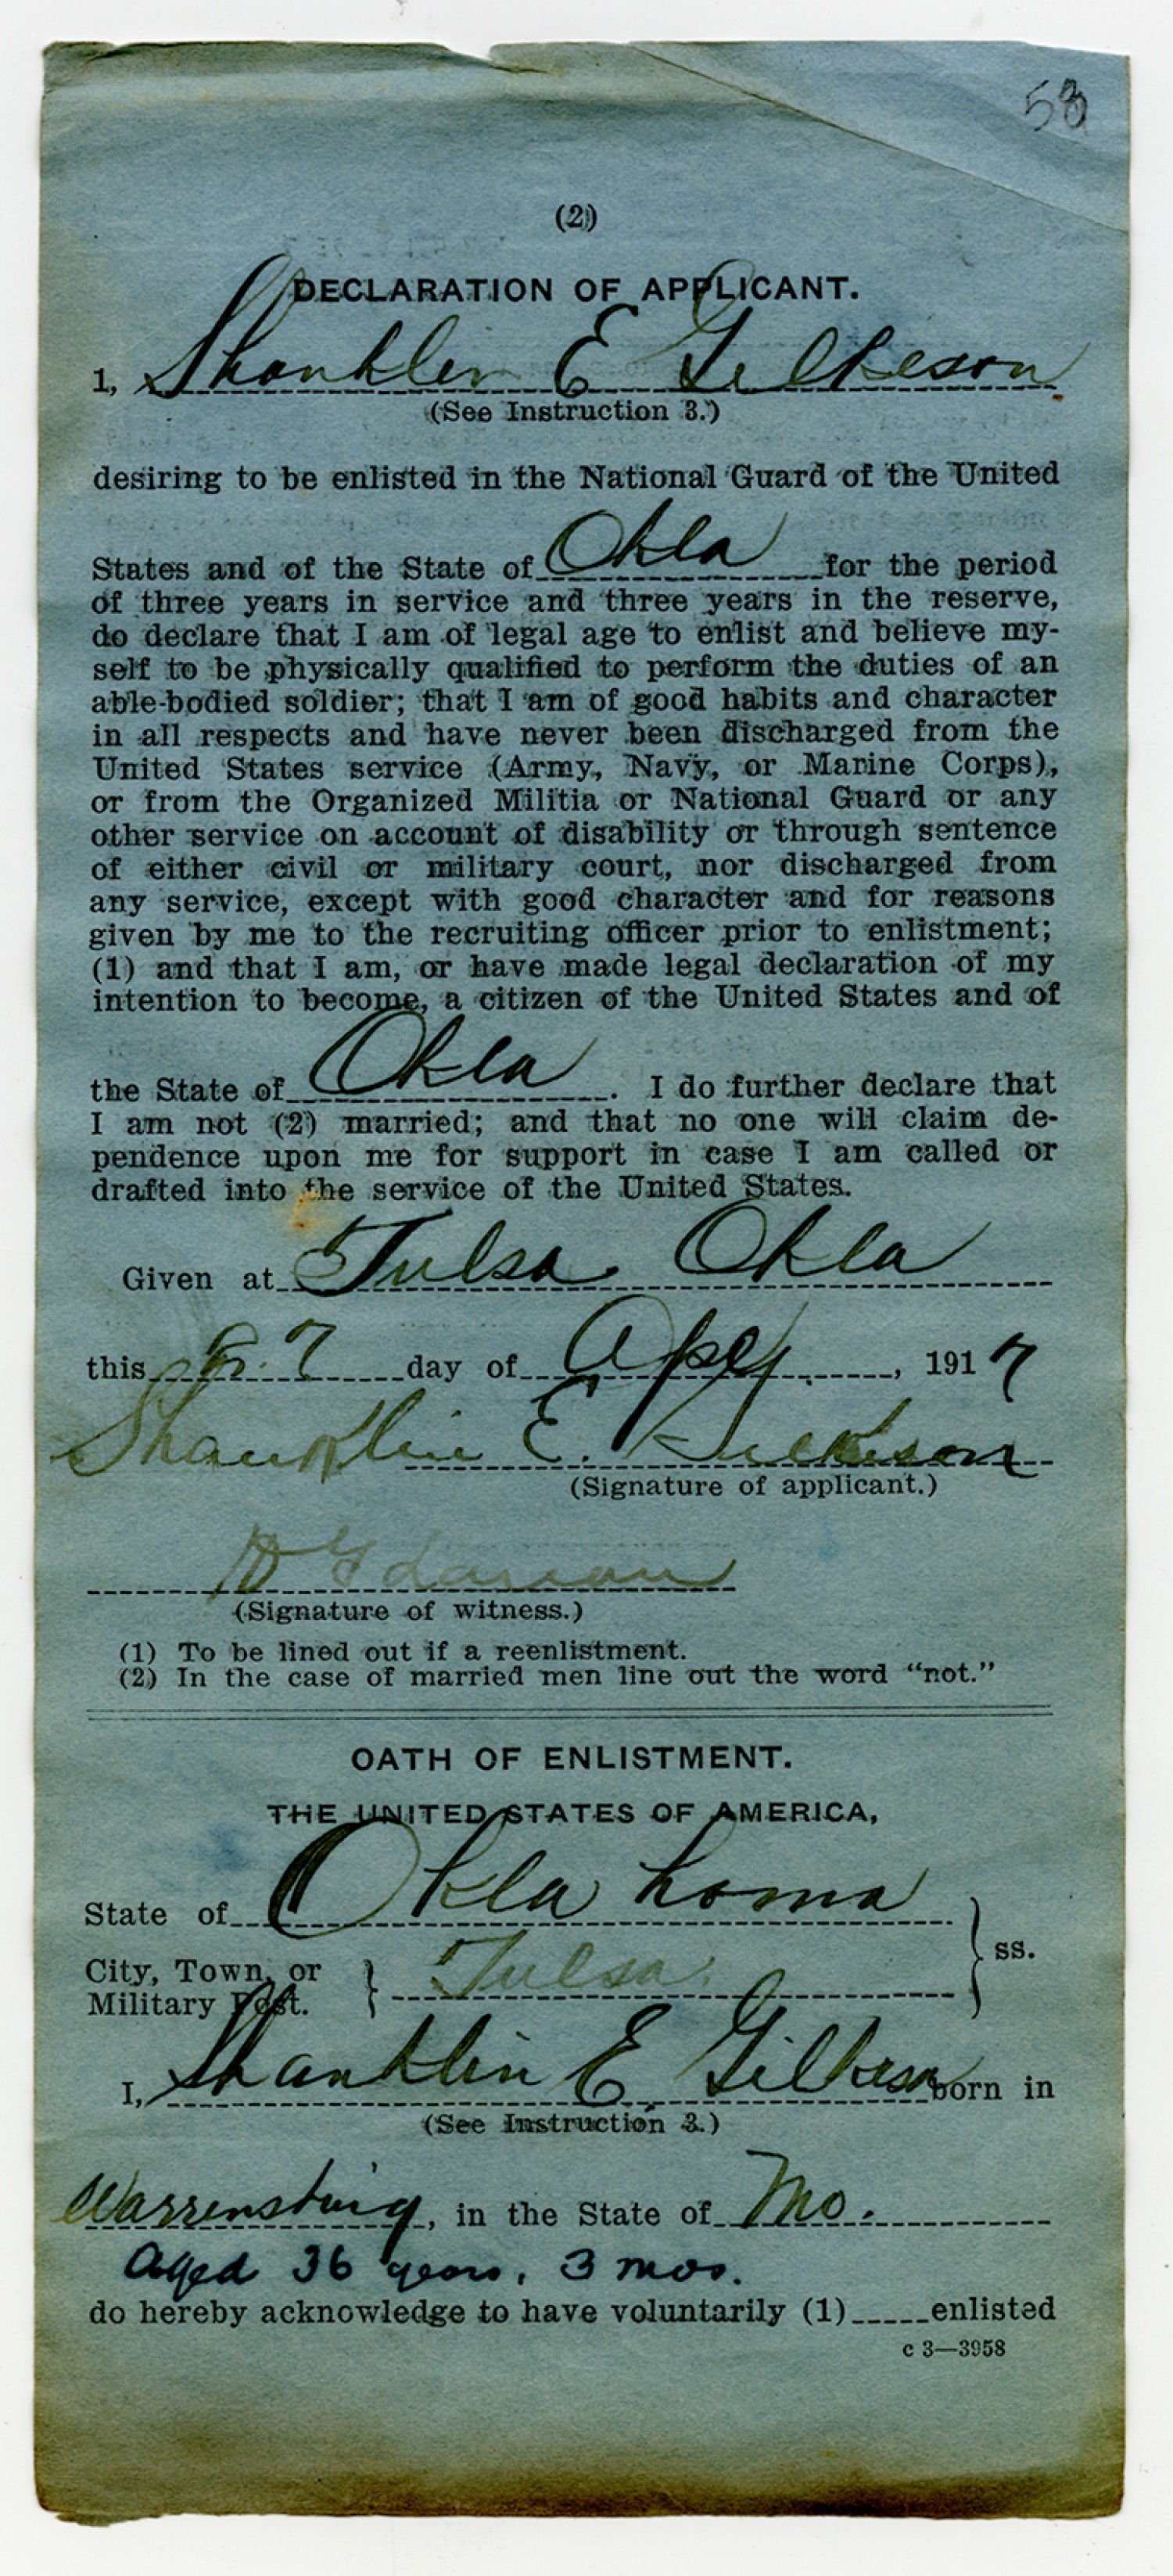 (2)
DECLARATION OF APPLICANT.
1, Shanklin E Gilkeson
(See Instruction 3.)
desiring to be enlisted in the National Guard of the United
States and of the State of Okla for the period
of three years in service and three years in the reserve,
do declare that I am of legal age to enlist and believe my-
self to be physically qualified to perform the duties of an
able-bodied soldier; that I am of good habits and character
in all respects and have never been discharged from the
United States service (Army, Navy, or Marine Corps),
or from the Organized Militia or National Guard or any
other service on account of disability or through sentence
of either civil or military court, nor discharged from
any service, except with good character and for reasons
given by me to the recruiting officer prior to enlistment;
(1) and that I am, or have made legal declaration of my
intention to become, a citizen of the United States and of
the State of Okla. I do further declare that
I am not (2) married; and that no one will claim de-
pendence upon me for support in case I am called or
drafted into the service of the United States.
Given at Tulsa Okla
this day of , 1917
Shanklin E. Gilkeson
(Signature of applicant.)
(Signature of witness.)
(1) To be lined out if a reenlistment.
(2) In the case of married men line out the word “not.”
OATH OF ENLISTMENT.
THE UNITED STATES OF AMERICA,
State of Oklahoma
ss.
City, Town, or Military Post. Tulsa
I, Shanklin E Gilkeson born in
(See Instruction 3.)
Warrensburg, in the State of Mo.
Aged 36 years, 3 mos.
do hereby acknowledge to have voluntarily (1) enlisted
c 3—3958